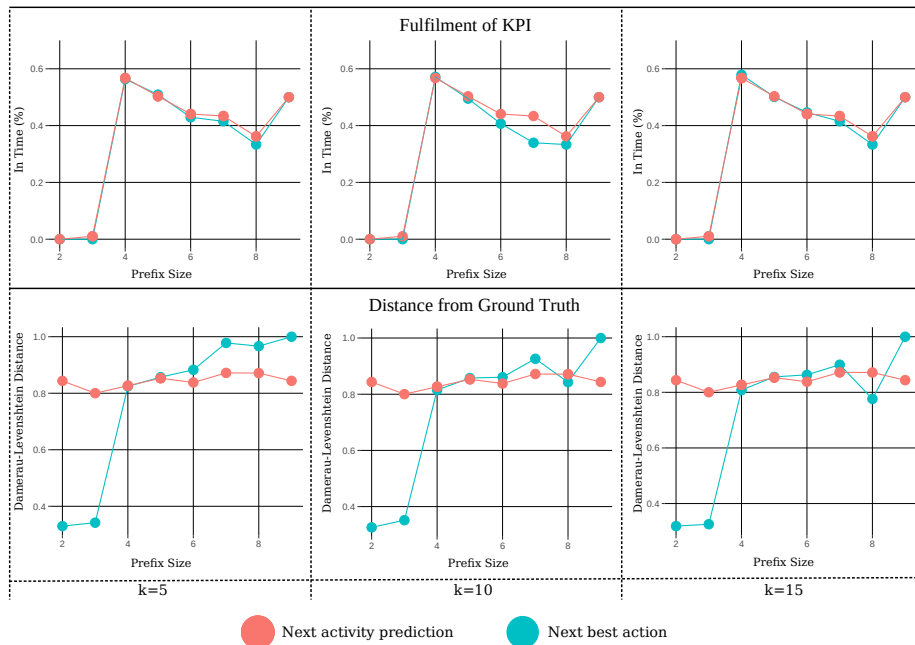 Fulfilment of KPI
In Time (%)
0.6
0.4
0.2
0.0
2 4 6 8
Prefix Size
In Time (%)
0.6
0.4
0.2
0.0
2 4 6 8
Prefix Size
In Time (%)
0.6
0.4
0.2
0.0
2 4 6 8
Prefix Size
Distance from Ground Truth
Damerau-Levenshtein Distance
1.0
0.8
0.6
0.4
2 4 6 8
Prefix Size
Damerau-Levenshtein Distance
1.0
0.8
0.6
0.4
2 4 6 8
Prefix Size
Damerau-Levenshtein Distance
1.0
0.8
0.6
0.4
2 4 6 8
Prefix Size
k=5 k=10 k=15
Next activity prediction Next best action